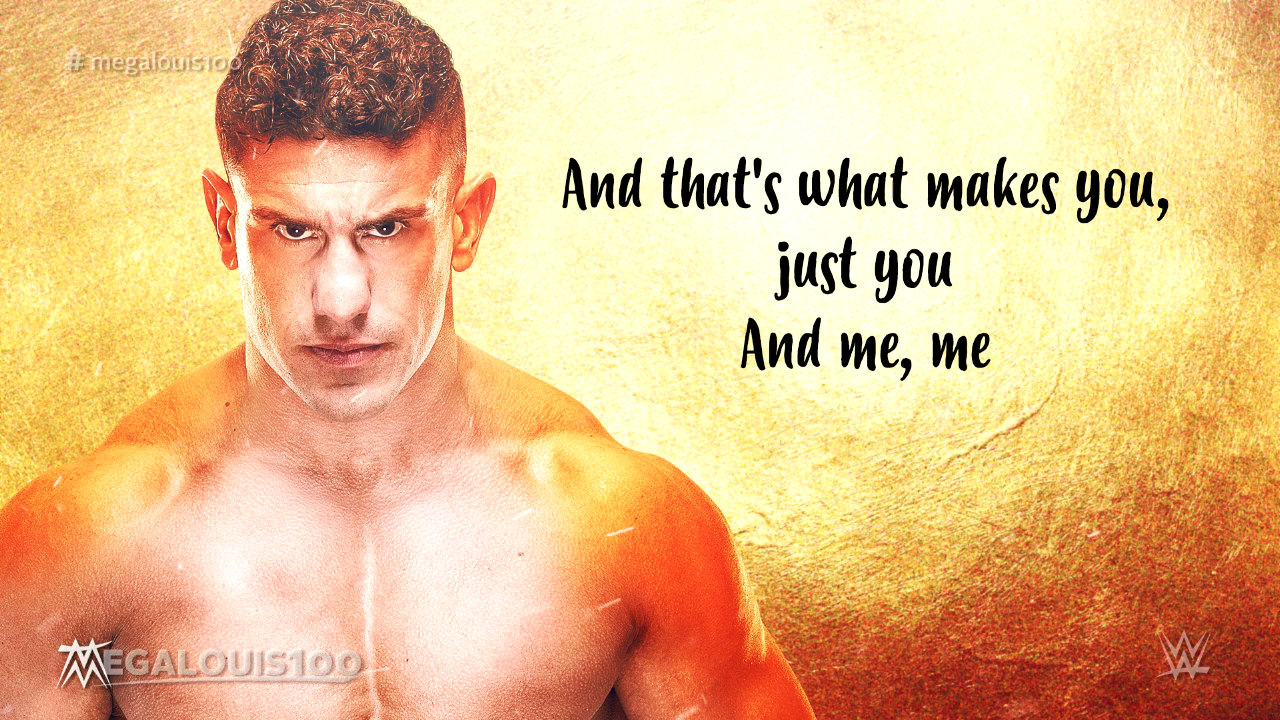 # megalouis100
And that's what makes you,
just you
And me, me
MEGALOUIS100
W